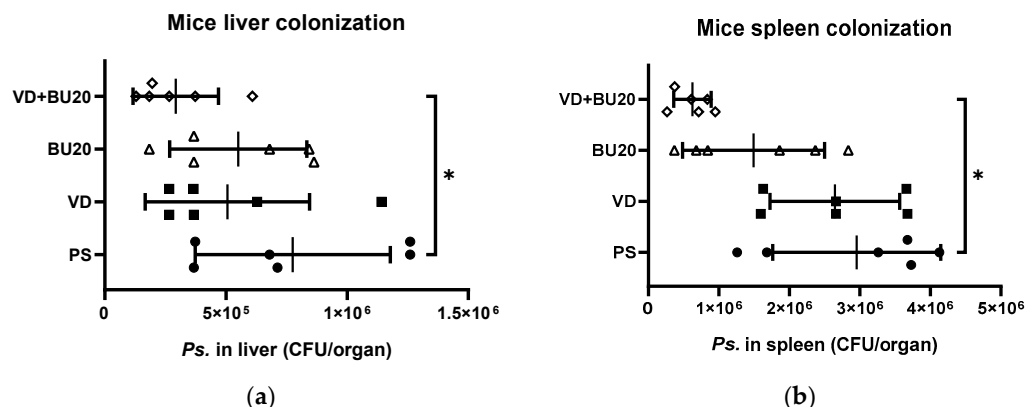 Mice liver colonization
VD+BU20
BU20
VD
PS
*
0 5×10⁵ 1×10⁶ 1.5×10⁶
Ps. in liver (CFU/organ)
(a)
Mice spleen colonization
VD+BU20
BU20
VD
PS
*
0 1×10⁶ 2×10⁶ 3×10⁶ 4×10⁶ 5×10⁶
Ps. in spleen (CFU/organ)
(b)